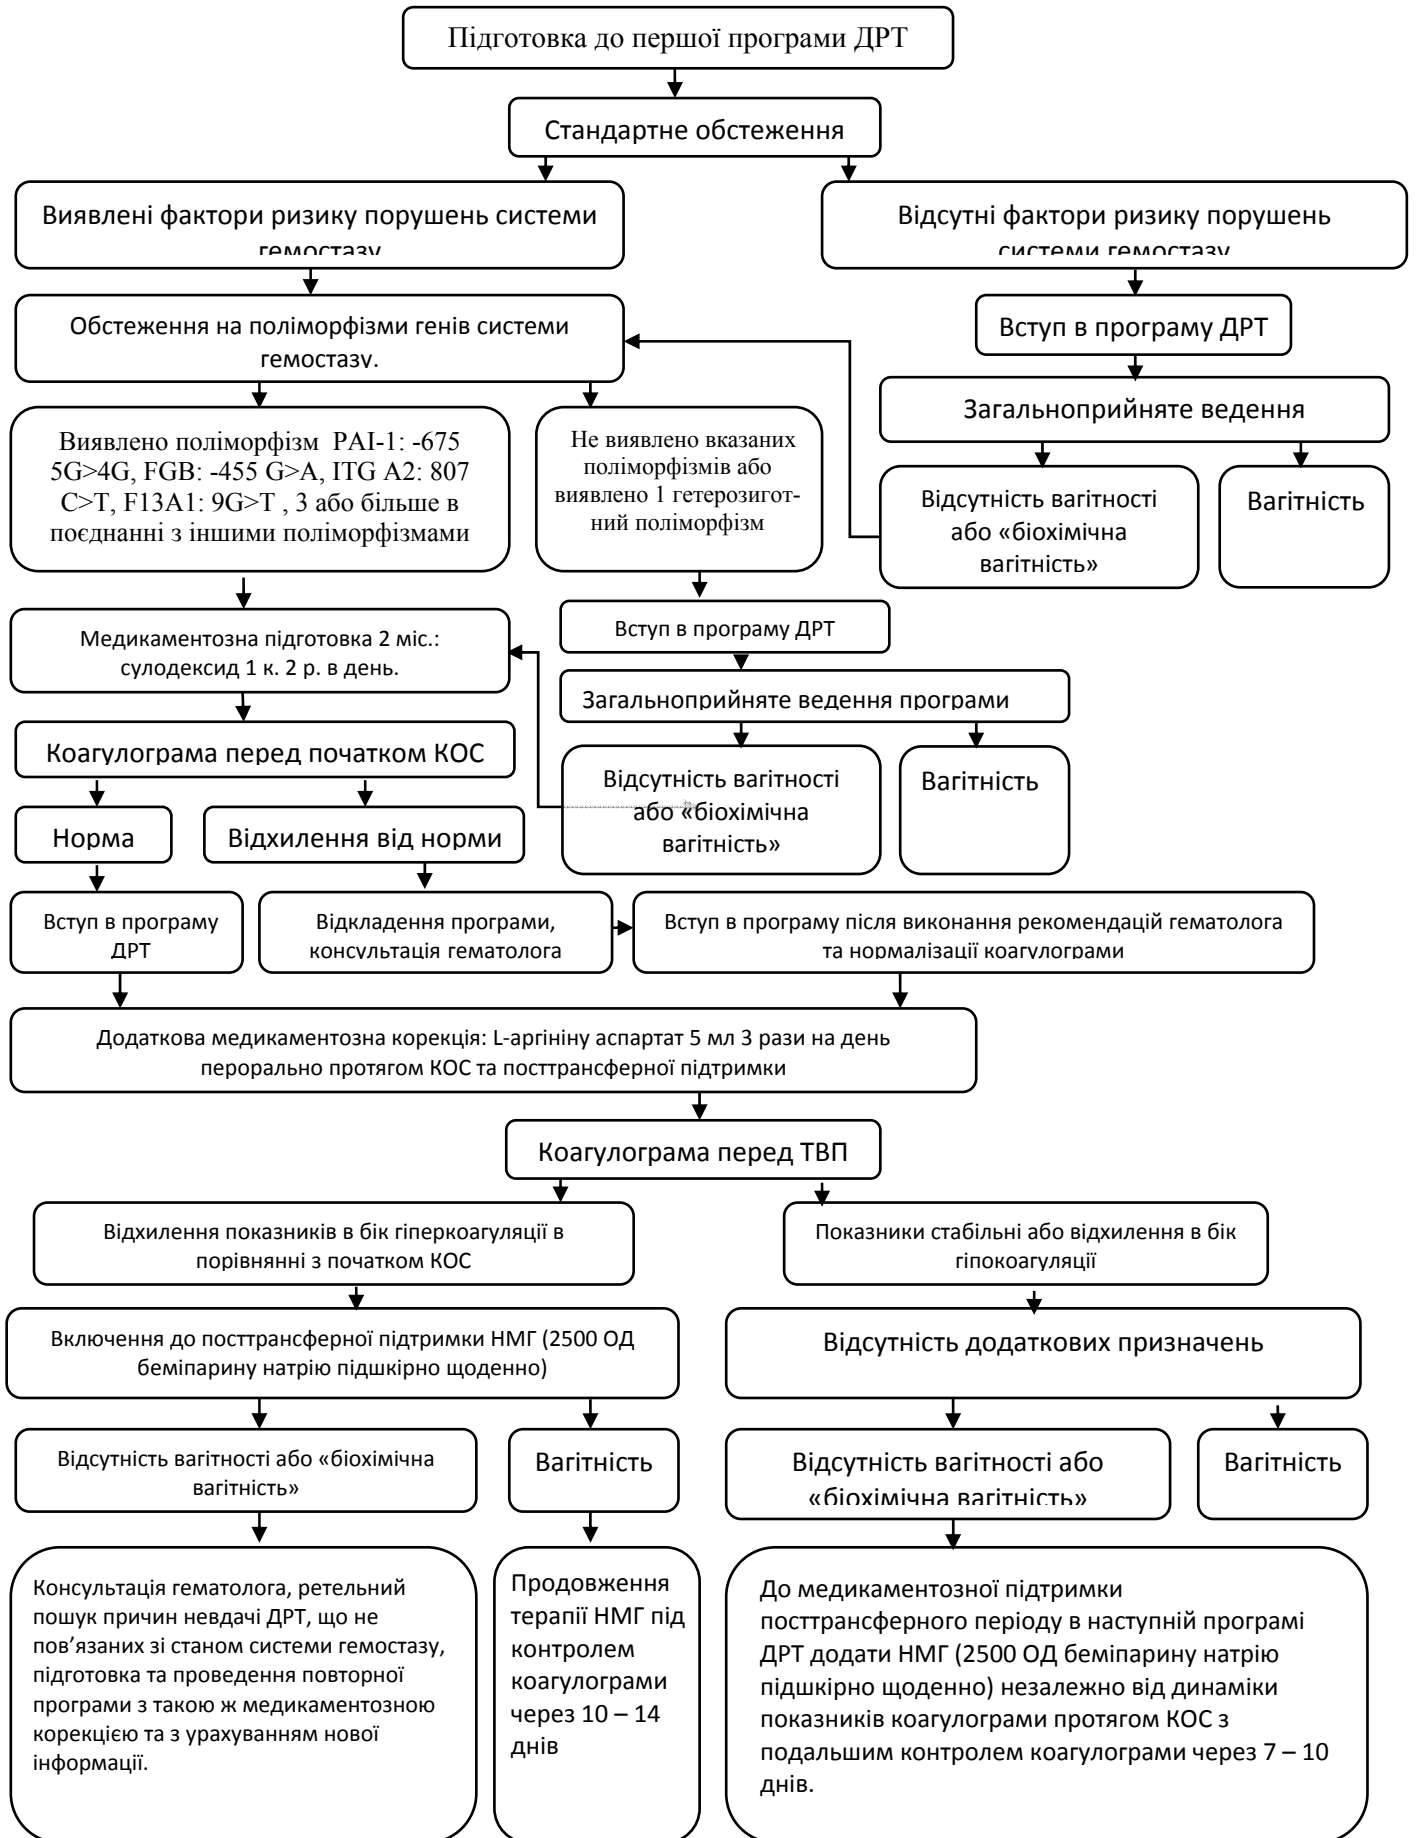 Підготовка до першої програми ДРТ
Стандартне обстеження
Виявлені фактори ризику порушень системи
гемостазу
Відсутні фактори ризику порушень
системи гемостазу
Обстеження на поліморфізми генів системи
гемостазу.
Вступ в програму ДРТ
Загальноприйняте ведення
Виявлено поліморфізм PAI-1: -675
5G>4G, FGB: -455 G>A, ITG A2: 807
C>T, F13A1: 9G>T , 3 або більше в
поєднанні з іншими поліморфізмами
Не виявлено вказаних
поліморфізмів або
виявлено 1 гетерозигот-
ний поліморфізм
Відсутність вагітності
або «біохімічна
вагітність»
Вагітність
Медикаментозна підготовка 2 міс.:
сулодексид 1 к. 2 р. в день.
Вступ в програму ДРТ
Загальноприйняте ведення програми
Коагулограма перед початком КОС
Відсутність вагітності
або «біохімічна
вагітність»
Вагітність
Норма
Відхилення від норми
Вступ в програму
ДРТ
Відкладення програми,
консультація гематолога
Вступ в програму після виконання рекомендацій гематолога
та нормалізації коагулограми
Додаткова медикаментозна корекція: L-аргініну аспартат 5 мл 3 рази на день
перорально протягом КОС та посттрансферної підтримки
Коагулограма перед ТВП
Відхилення показників в бік гіперкоагуляції в
порівнянні з початком КОС
Показники стабільні або відхилення в бік
гіпокоагуляції
Включення до посттрансферної підтримки НМГ (2500 ОД
беміпарину натрію підшкірно щоденно)
Відсутність додаткових призначень
Відсутність вагітності або «біохімічна
вагітність»
Вагітність
Відсутність вагітності або
«біохімічна вагітність»
Вагітність
Консультація гематолога, ретельний
пошук причин невдачі ДРТ, що не
пов’язаних зі станом системи гемостазу,
підготовка та проведення повторної
програми з такою ж медикаментозною
корекцією та з урахуванням нової
інформації.
Продовження
терапії НМГ під
контролем
коагулограми
через 10 – 14
днів
До медикаментозної підтримки
посттрансферного періоду в наступній програмі
ДРТ додати НМГ (2500 ОД беміпарину натрію
підшкірно щоденно) незалежно від динаміки
показників коагулограми протягом КОС з
подальшим контролем коагулограми через 7 – 10
днів.